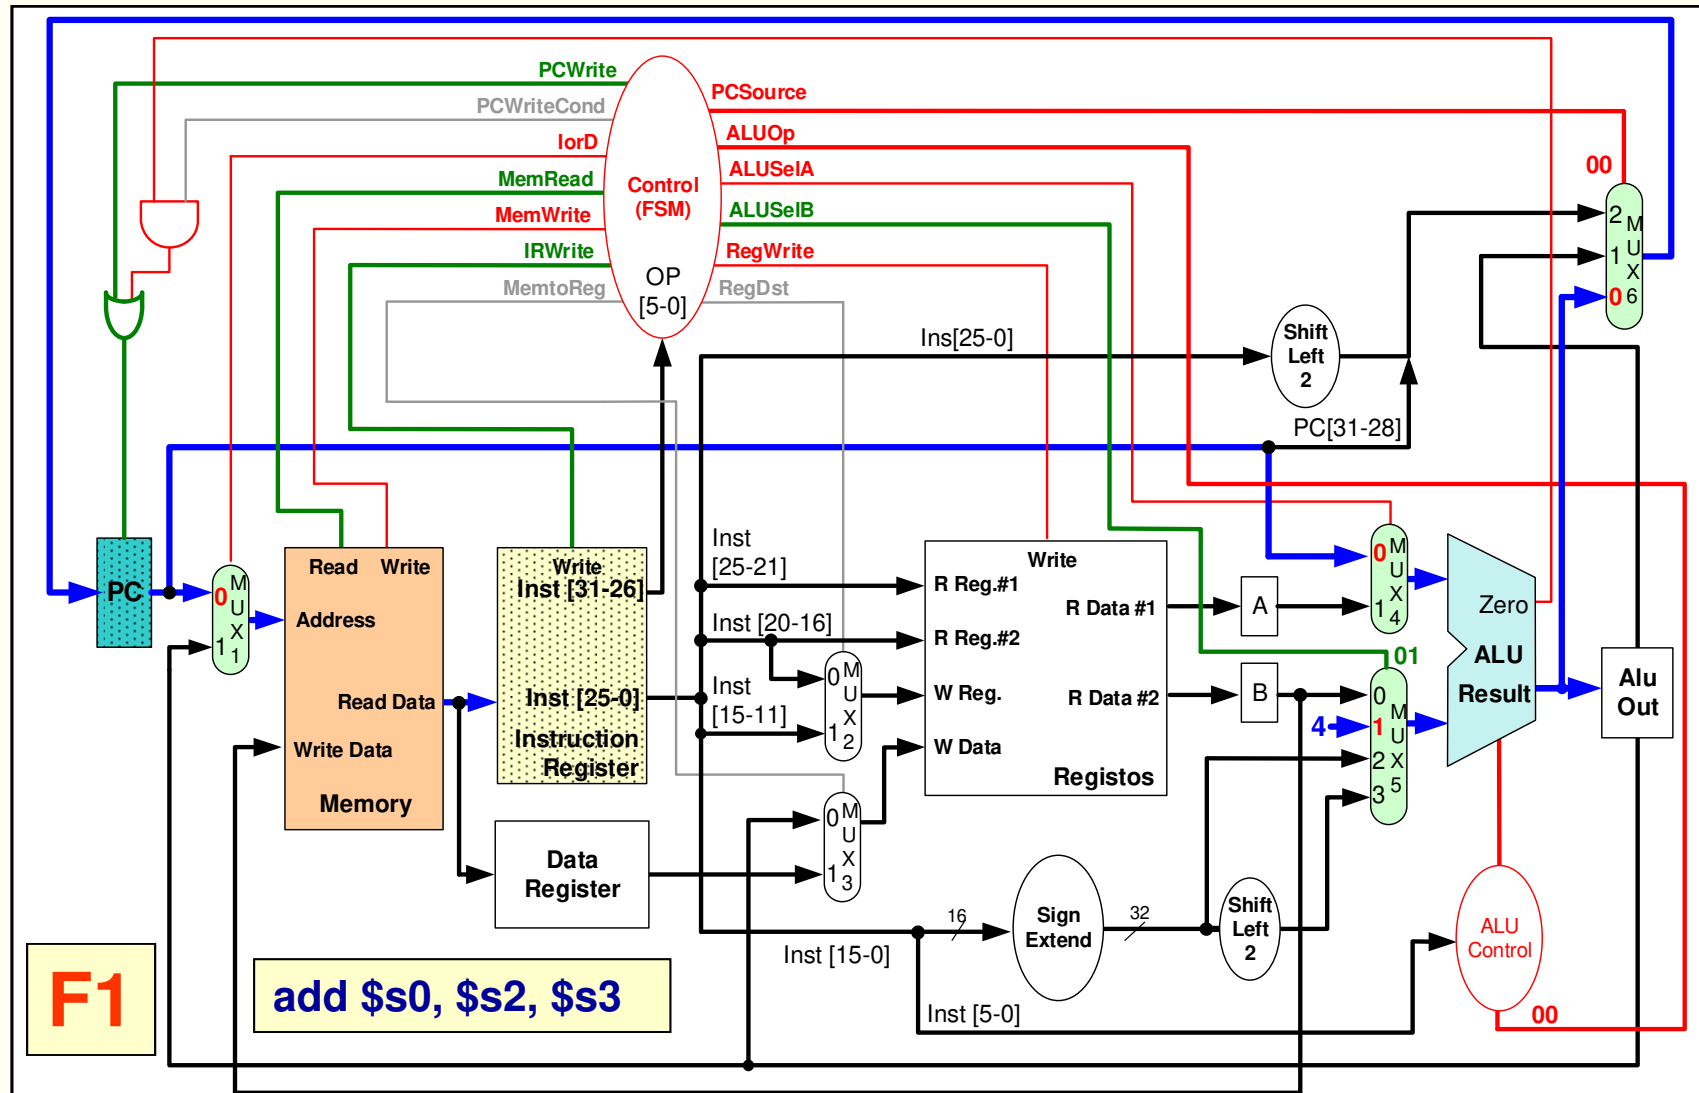 PCWrite
PCWriteCond
IorD
MemRead
MemWrite
IRWrite
MemtoReg
Control
(FSM)
OP
[5-0]
PCSource
ALUOp
ALUSelA
ALUSelB
RegWrite
RegDst
00
2
1
0
M
U
X
6
Ins[25-0]
Shift
Left
2
PC[31-28]
PC
0
1
M
U
X
1
Read Write
Address
Read Data
Write Data
Memory
Write
Inst [31-26]
Inst [25-0]
Instruction
Register
Data
Register
Inst
[25-21]
Inst [20-16]
Inst
[15-11]
0
1
M
U
X
2
0
1
M
U
X
3
Write
R Reg.#1
R Reg.#2
W Reg.
W Data
R Data #1
R Data #2
Registos
A
B
0
1
M
U
X
4
01
4
0
1
2
3
M
U
X
5
Zero
ALU
Result
Alu
Out
Inst [15-0]
16
Sign
Extend
32
Shift
Left
2
ALU
Control
00
Inst [5-0]
F1
add $s0, $s2, $s3